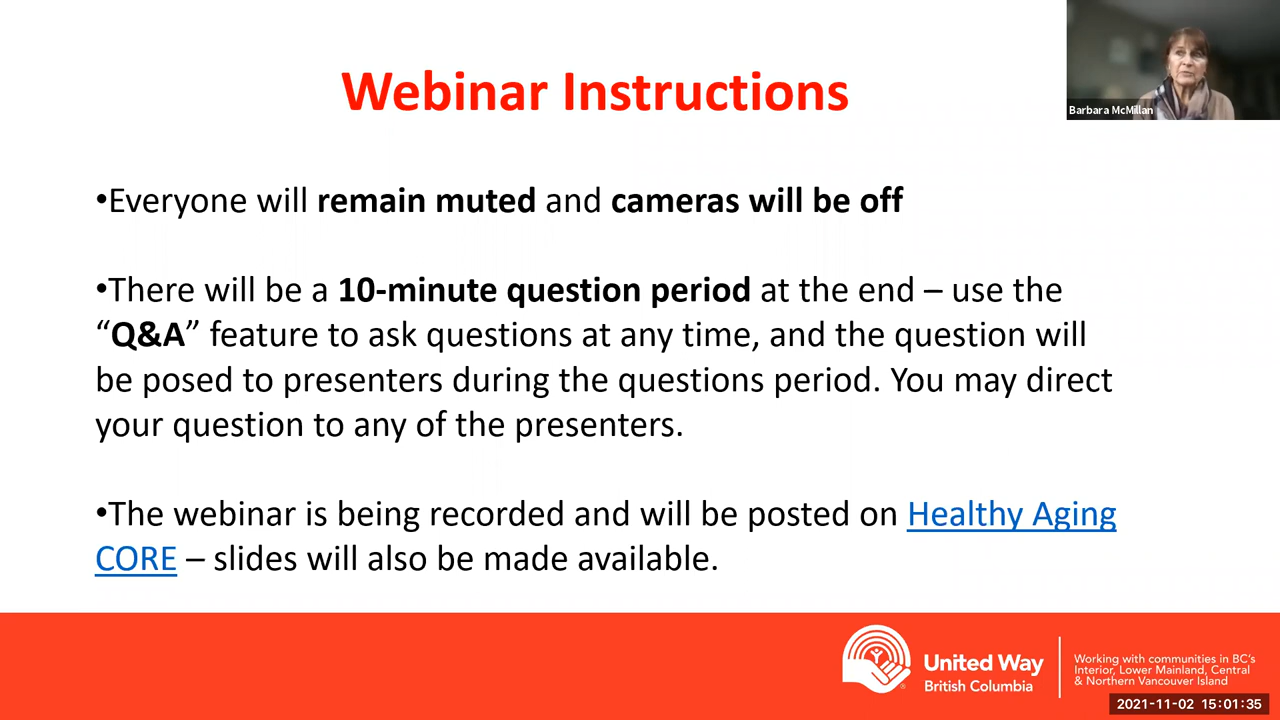 Webinar Instructions
Barbara McMillan
•Everyone will remain muted and cameras will be off
•There will be a 10-minute question period at the end – use the
“Q&A” feature to ask questions at any time, and the question will
be posed to presenters during the questions period. You may direct
your question to any of the presenters.
•The webinar is being recorded and will be posted on Healthy Aging
CORE – slides will also be made available.
United Way
British Columbia
Working with communities in BC's
Interior, Lower Mainland, Central
& Northern Vancouver Island
2021-11-02 15:01:35